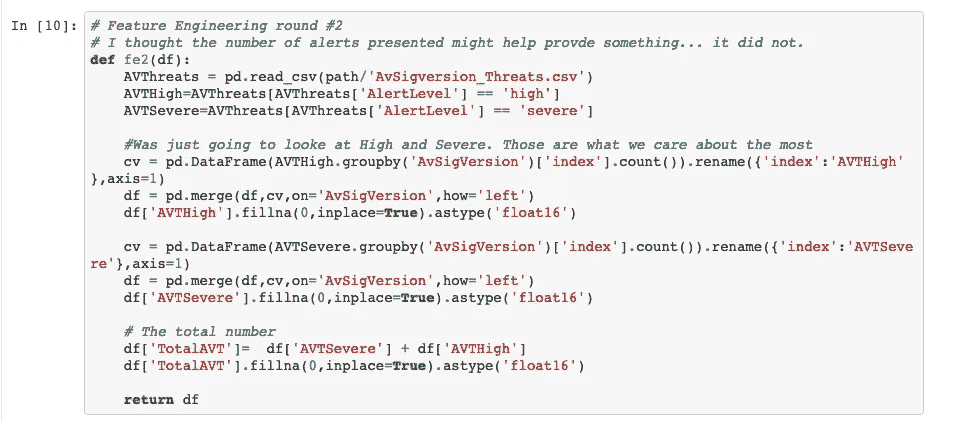 In [10]: # Feature Engineering round #2
# I thought the number of alerts presented might help provde something... it did not.
def fe2(df):
    AVThreats = pd.read_csv(path/'AvSigversion_Threats.csv')
    AVTHigh=AVThreats[AVThreats['AlertLevel'] == 'high']
    AVTSevere=AVThreats[AVThreats['AlertLevel'] == 'severe']
    #Was just going to looke at High and Severe. Those are what we care about the most
    cv = pd.DataFrame(AVTHigh.groupby('AvSigVersion')['index'].count()).rename({'index':'AVTHigh'
},axis=1)
    df = pd.merge(df,cv,on='AvSigVersion',how='left')
    df['AVTHigh'].fillna(0,inplace=True).astype('float16')
    cv = pd.DataFrame(AVTSevere.groupby('AvSigVersion')['index'].count()).rename({'index':'AVTSeve
re'},axis=1)
    df = pd.merge(df,cv,on='AvSigVersion',how='left')
    df['AVTSevere'].fillna(0,inplace=True).astype('float16')
    # The total number
    df['TotalAVT']=  df['AVTSevere'] + df['AVTHigh']
    df['TotalAVT'].fillna(0,inplace=True).astype('float16')
    return df